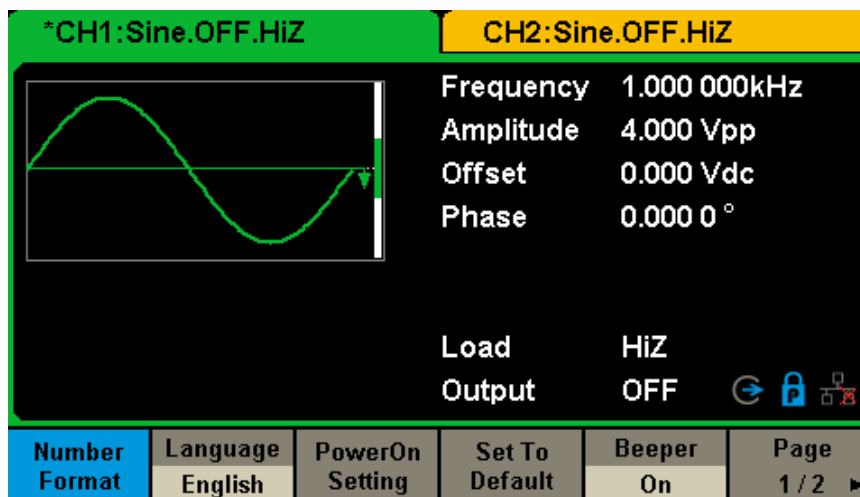 *CH1:Sine.OFF.HiZ
CH2:Sine.OFF.HiZ
Frequency 1.000 000kHz
Amplitude 4.000 Vpp
Offset 0.000 Vdc
Phase 0.000 0 °
Load HiZ
Output OFF
P
Number Format
Language English
PowerOn Setting
Set To Default
Beeper On
Page 1/2